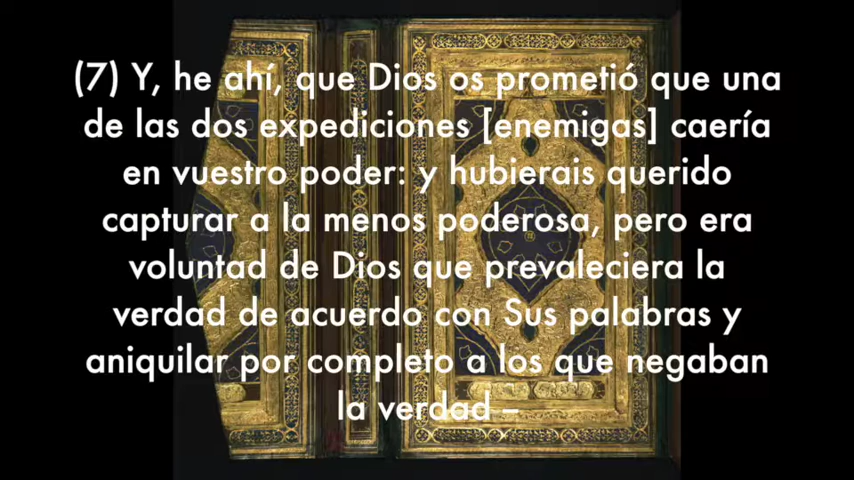 (7) Y, he ahí, que Dios os prometió que una
de las dos expediciones [enemigas] caería
en vuestro poder: y hubierais querido
capturar a la menos poderosa, pero era
voluntad de Dios que prevaleciera la
verdad de acuerdo con Sus palabras y
aniquilar por completo a los que negaban
la verdad –